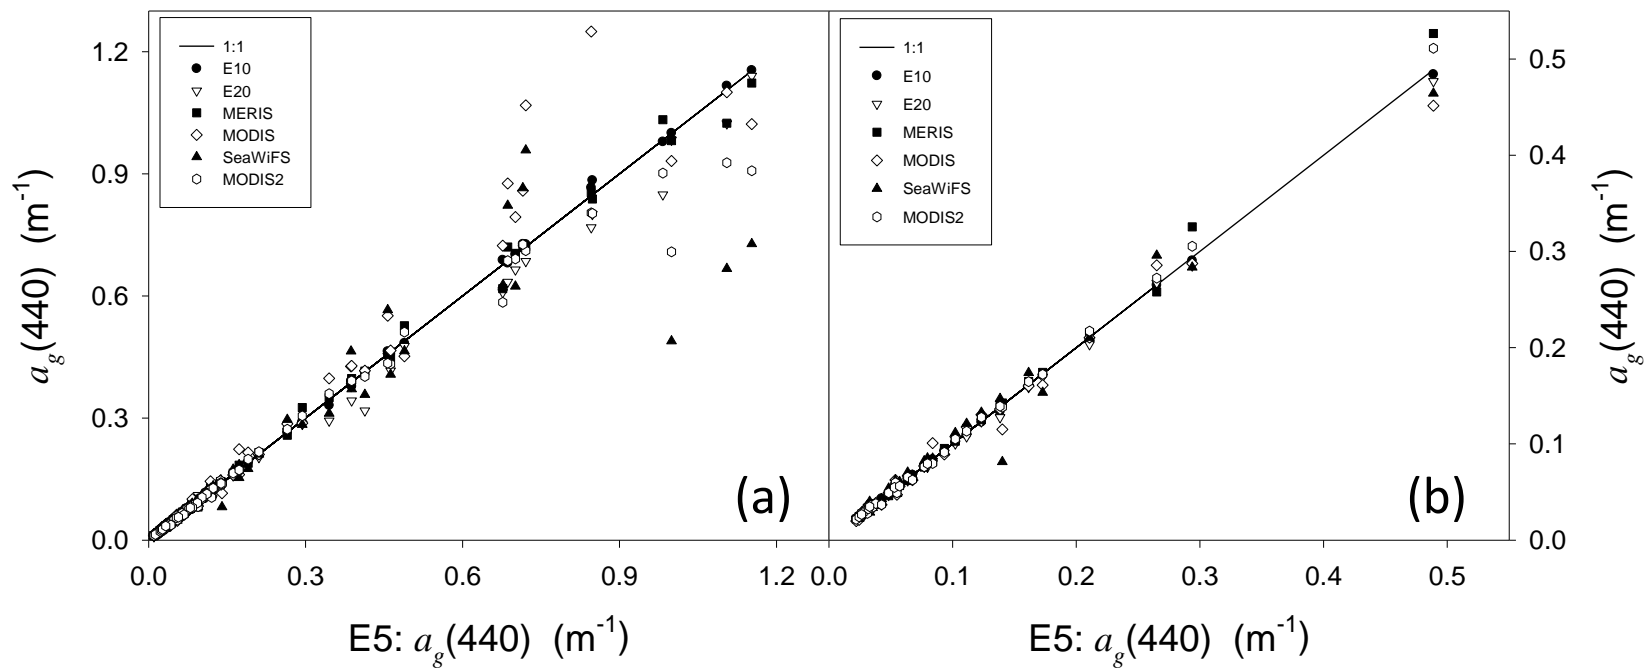 1:1
E10
E20
MERIS
MODIS
SeaWiFS
MODIS2
1.2
0.9
0.6
0.3
0.0
a_g(440) (m^-1)
(a)
0.0 0.3 0.6 0.9 1.2
E5: a_g(440) (m^-1)
1:1
E10
E20
MERIS
MODIS
SeaWiFS
MODIS2
0.5
0.4
0.3
0.2
0.1
0.0
a_g(440) (m^-1)
(b)
0.0 0.1 0.2 0.3 0.4 0.5
E5: a_g(440) (m^-1)